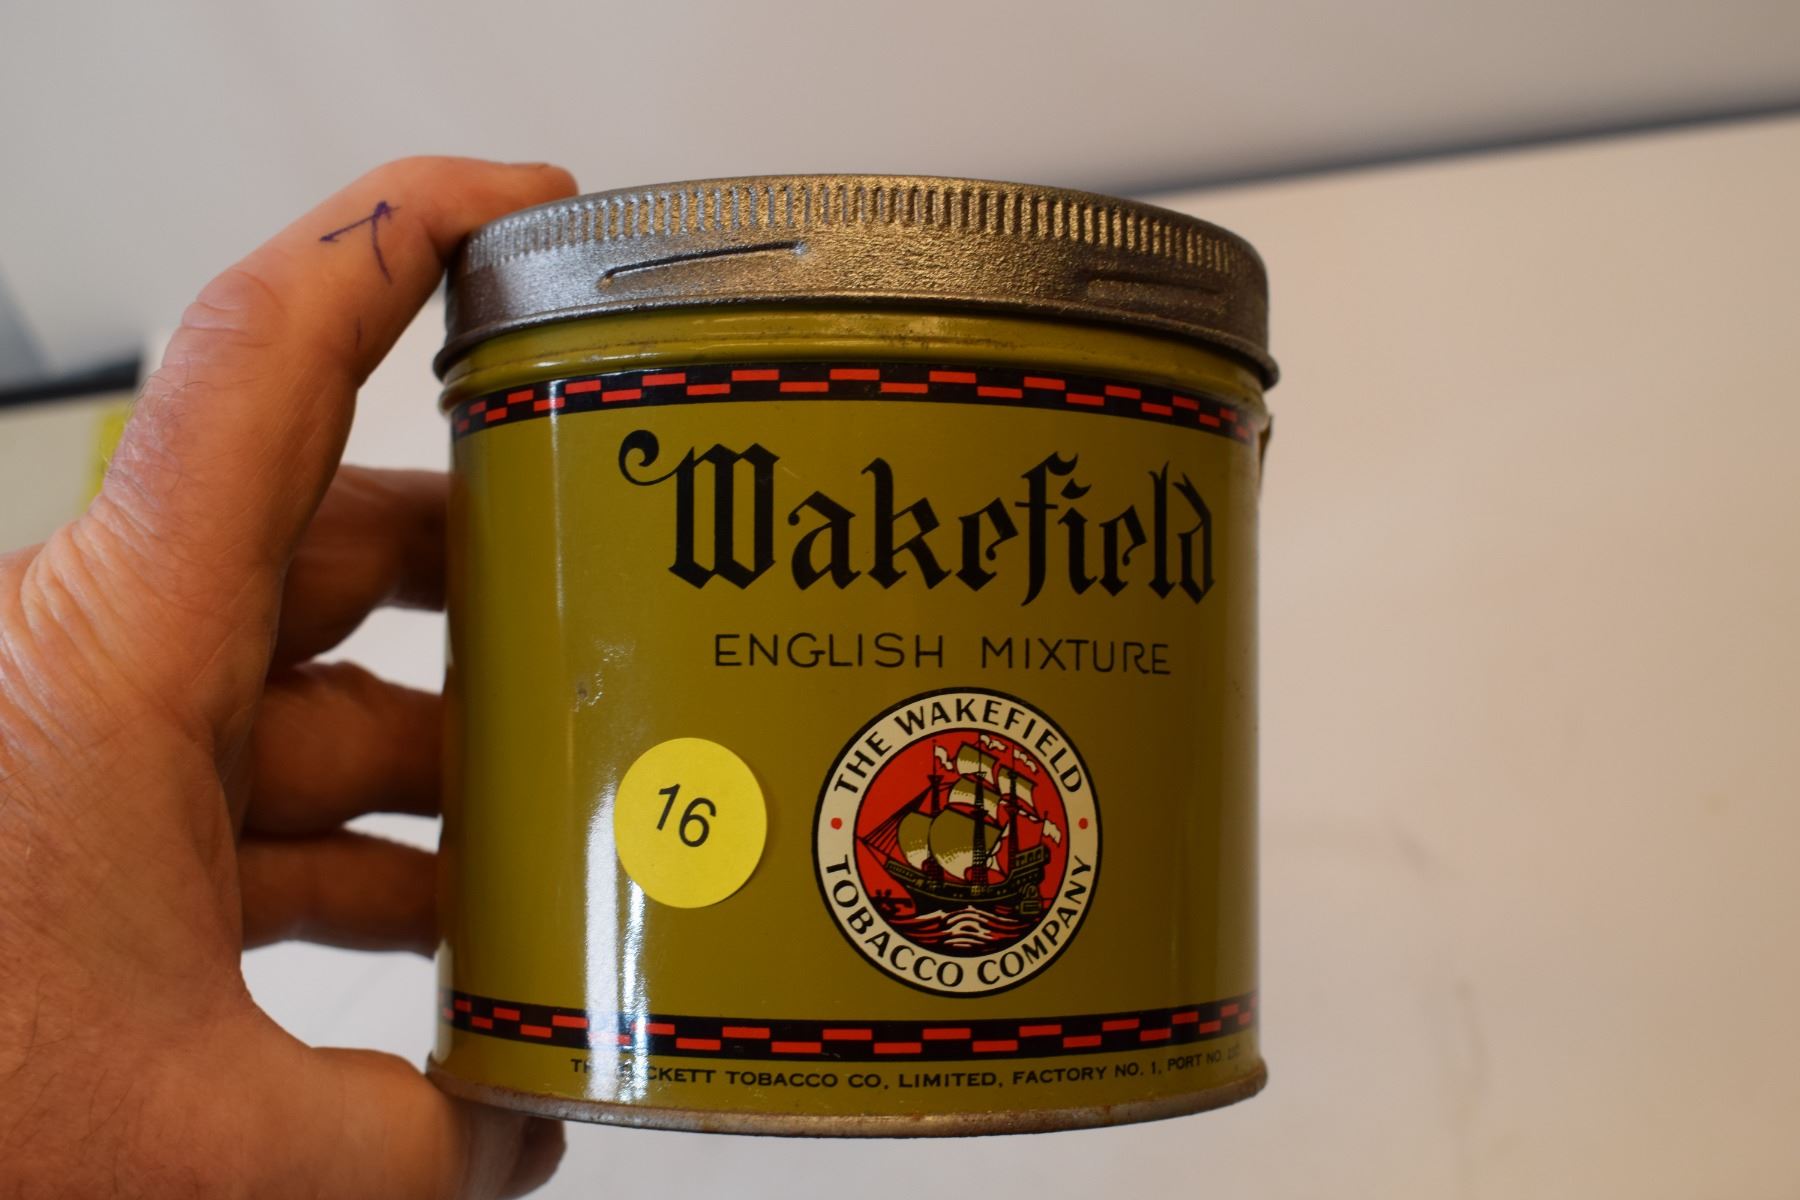 Wakefield
ENGLISH MIXTURE
THE WAKEFIELD
TOBACCO COMPANY
16
TOBACCO CO, LIMITED, FACTORY NO. 1, PORT NO.